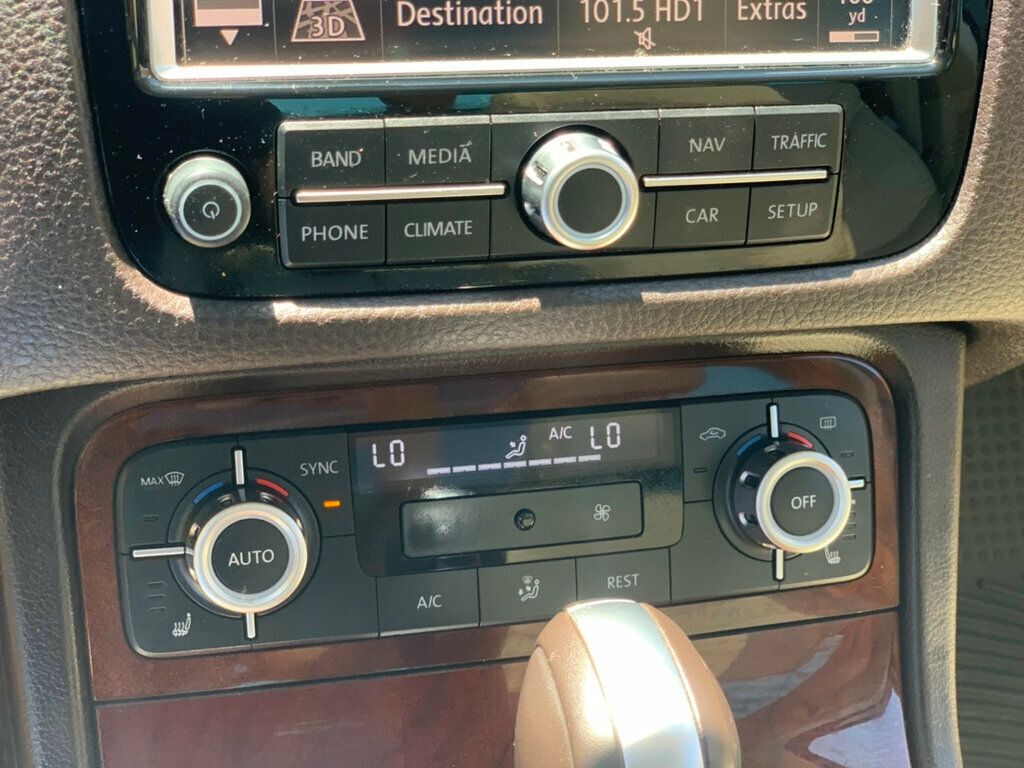 3D
Destination
101.5 HD1
Extras
yd
BAND
MEDIA
NAV
TRAFFIC
PHONE
CLIMATE
CAR
SETUP
LO
A/C
LO
MAX
SYNC
AUTO
OFF
A/C
REST